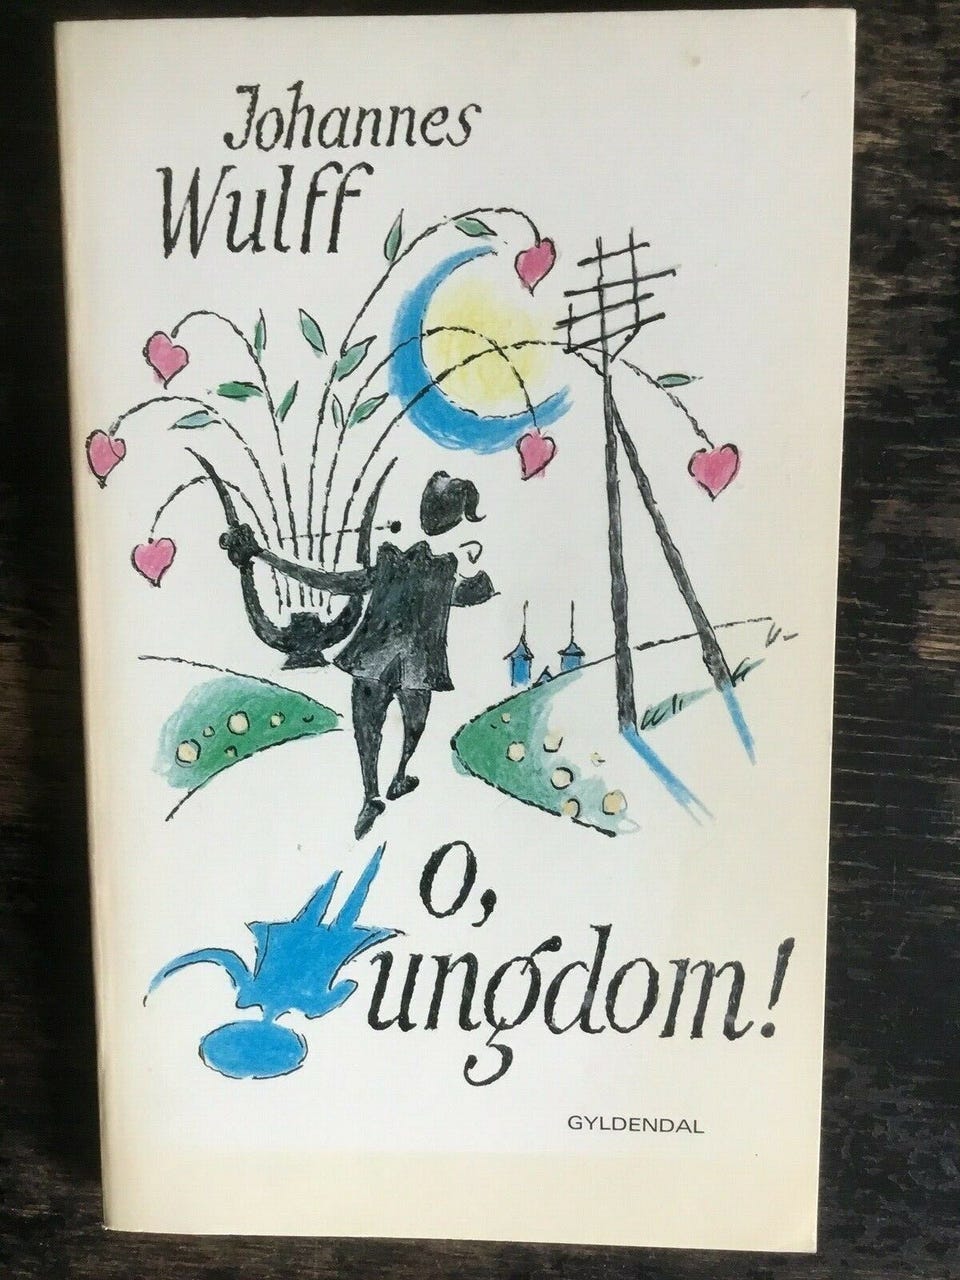 Johannes
Wulff
o,
ungdom!
GYLDENDAL